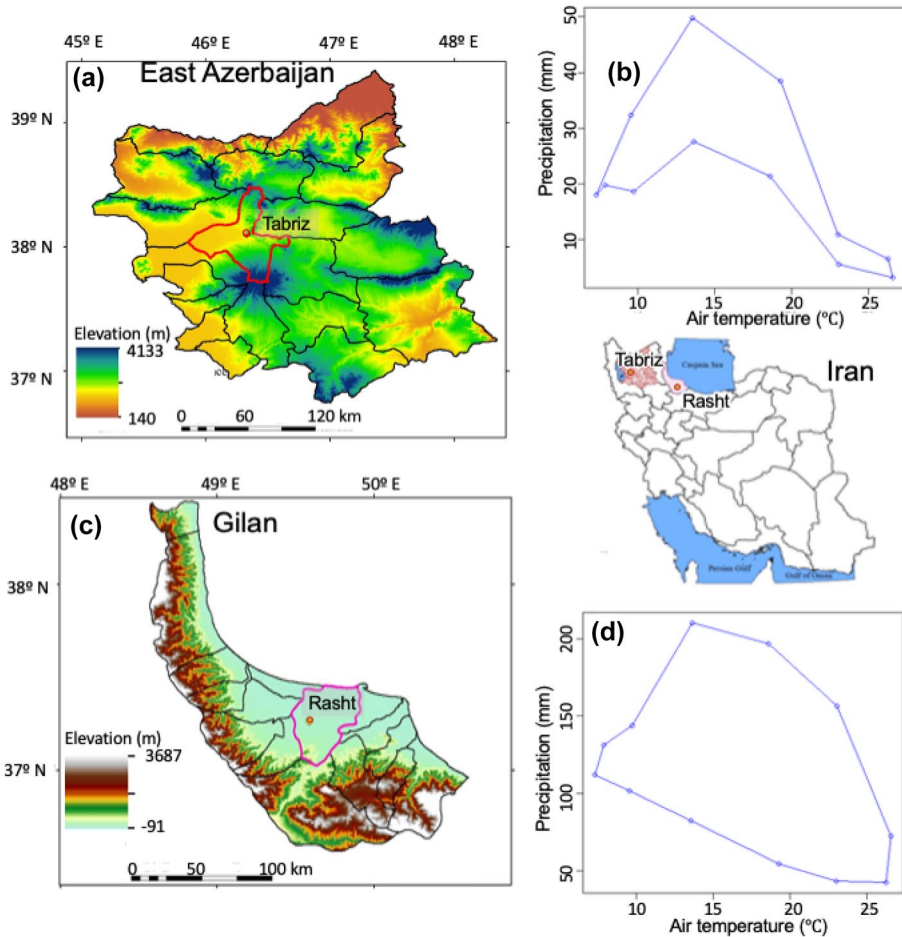 45º E 46º E 47º E 48º E
(a) East Azerbaijan
39º N
38º N
37º N
Tabriz
Elevation (m)
4133
140
0 60 120 km
(b)
Precipitation (mm)
50
40
30
20
10
10 15 20 25
Air temperature (°C)
Iran
Tabriz
Rasht
Caspian Sea
Persian Gulf
Gulf of Oman
48º E 49º E 50º E
(c) Gilan
38º N
37º N
Rasht
Elevation (m)
3687
-91
0 50 100 km
(d)
Precipitation (mm)
200
150
100
50
10 15 20 25
Air temperature (°C)